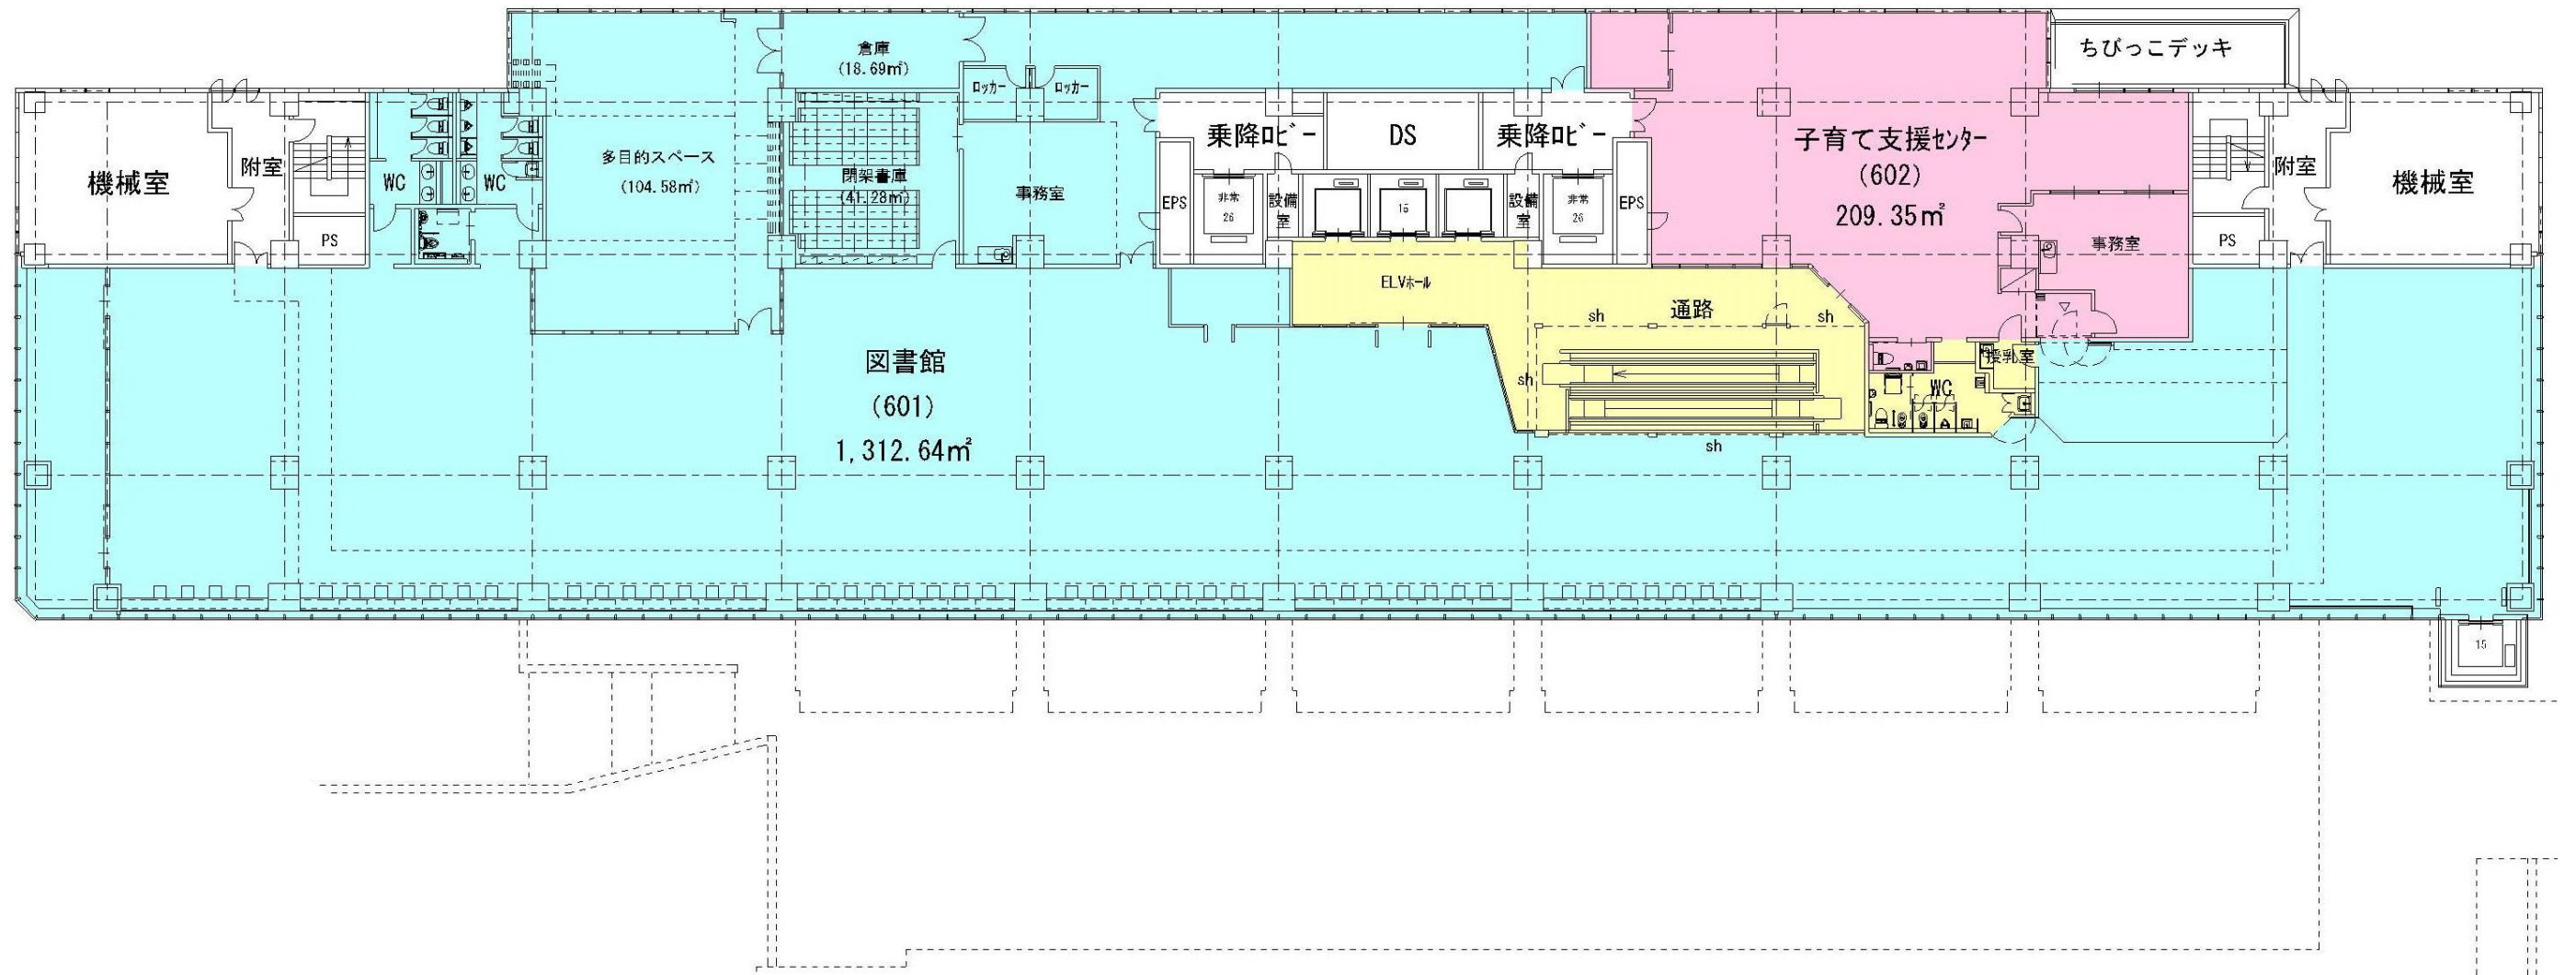 ちびっこデッキ
倉庫
(18.69㎡)
ロッカー
ロッカー
機械室
附室
PS
WC
WC
多目的スペース
(104.58㎡)
閉架書庫
(41.28㎡)
事務室
乗降ロビー
DS
乗降ロビー
EPS
非常
26
設備
室
15
設備
室
非常
26
EPS
子育て支援センター
(602)
209.35㎡
事務室
附室
PS
機械室
ELVホール
通路
sh
sh
sh
sh
授乳室
WC
図書館
(601)
1,312.64㎡
15